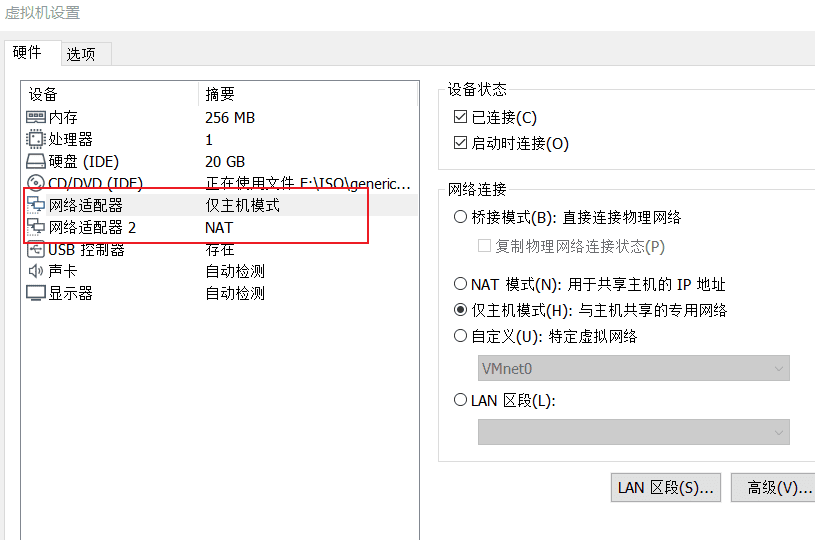 虚拟机设置
硬件 选项
设备 摘要
内存 256 MB
处理器 1
硬盘 (IDE) 20 GB
CD/DVD (IDE) 正在使用文件 F:\ISO\generic...
网络适配器 仅主机模式
网络适配器 2 NAT
USB 控制器 存在
声卡 自动检测
显示器 自动检测
设备状态
已连接(C)
启动时连接(O)
网络连接
桥接模式(B): 直接连接物理网络
复制物理网络连接状态(P)
NAT 模式(N): 用于共享主机的 IP 地址
仅主机模式(H): 与主机共享的专用网络
自定义(U): 特定虚拟网络
VMnet0
LAN 区段(L):
LAN 区段(S)... 高级(V)...